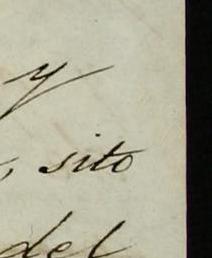 y
, sito
del